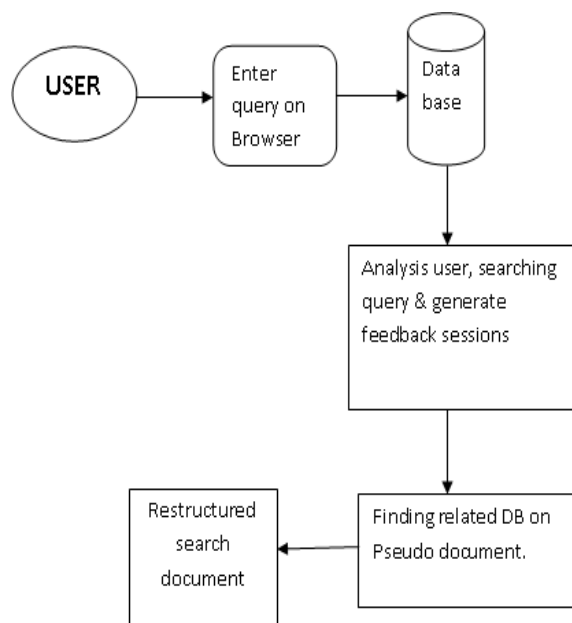 USER
Enter
query on
Browser
Data
base
Analysis user, searching
query & generate
feedback sessions
Finding related DB on
Pseudo document.
Restructured
search
document